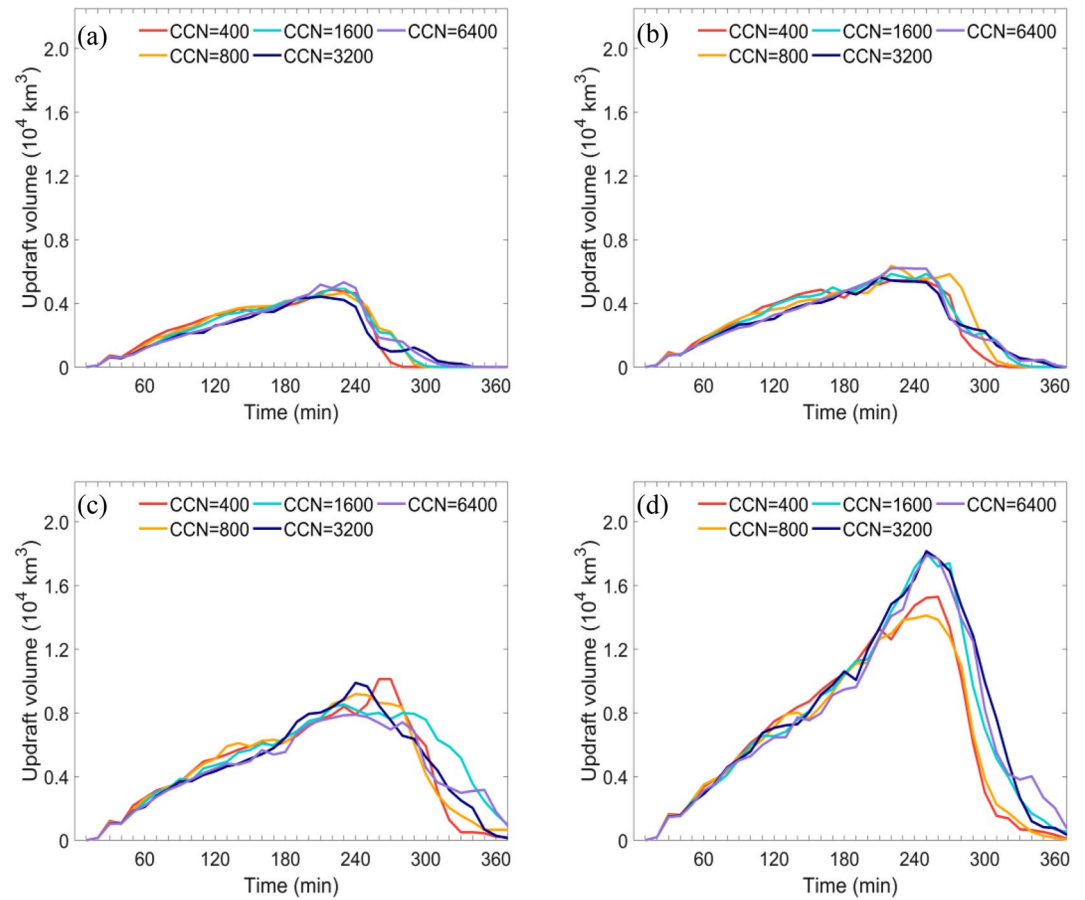 (a)
CCN=400 CCN=1600 CCN=6400
CCN=800 CCN=3200
Updraft volume (10⁴ km³)
2.0
1.6
1.2
0.8
0.4
0
60 120 180 240 300 360
Time (min)
(b)
CCN=400 CCN=1600 CCN=6400
CCN=800 CCN=3200
Updraft volume (10⁴ km³)
2.0
1.6
1.2
0.8
0.4
0
60 120 180 240 300 360
Time (min)
(c)
CCN=400 CCN=1600 CCN=6400
CCN=800 CCN=3200
Updraft volume (10⁴ km³)
2.0
1.6
1.2
0.8
0.4
0
60 120 180 240 300 360
Time (min)
(d)
CCN=400 CCN=1600 CCN=6400
CCN=800 CCN=3200
Updraft volume (10⁴ km³)
2.0
1.6
1.2
0.8
0.4
0
60 120 180 240 300 360
Time (min)